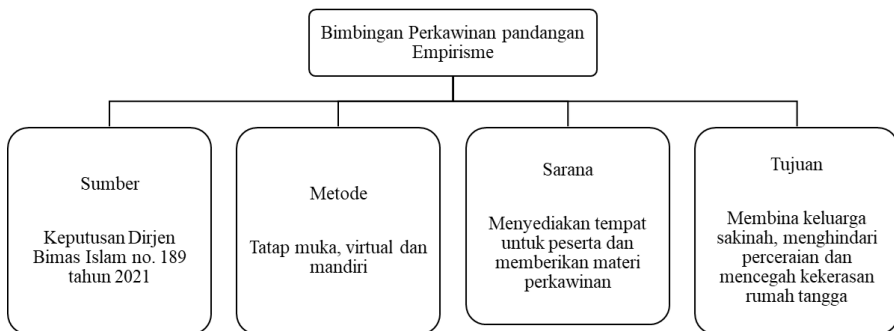 Bimbingan Perkawinan pandangan
Empirisme
Sumber
Keputusan Dirjen
Bimas Islam no. 189
tahun 2021
Metode
Tatap muka, virtual dan
mandiri
Sarana
Menyediakan tempat
untuk peserta dan
memberikan materi
perkawinan
Tujuan
Membina keluarga
sakinah, menghindari
perceraian dan
mencegah kekerasan
rumah tangga